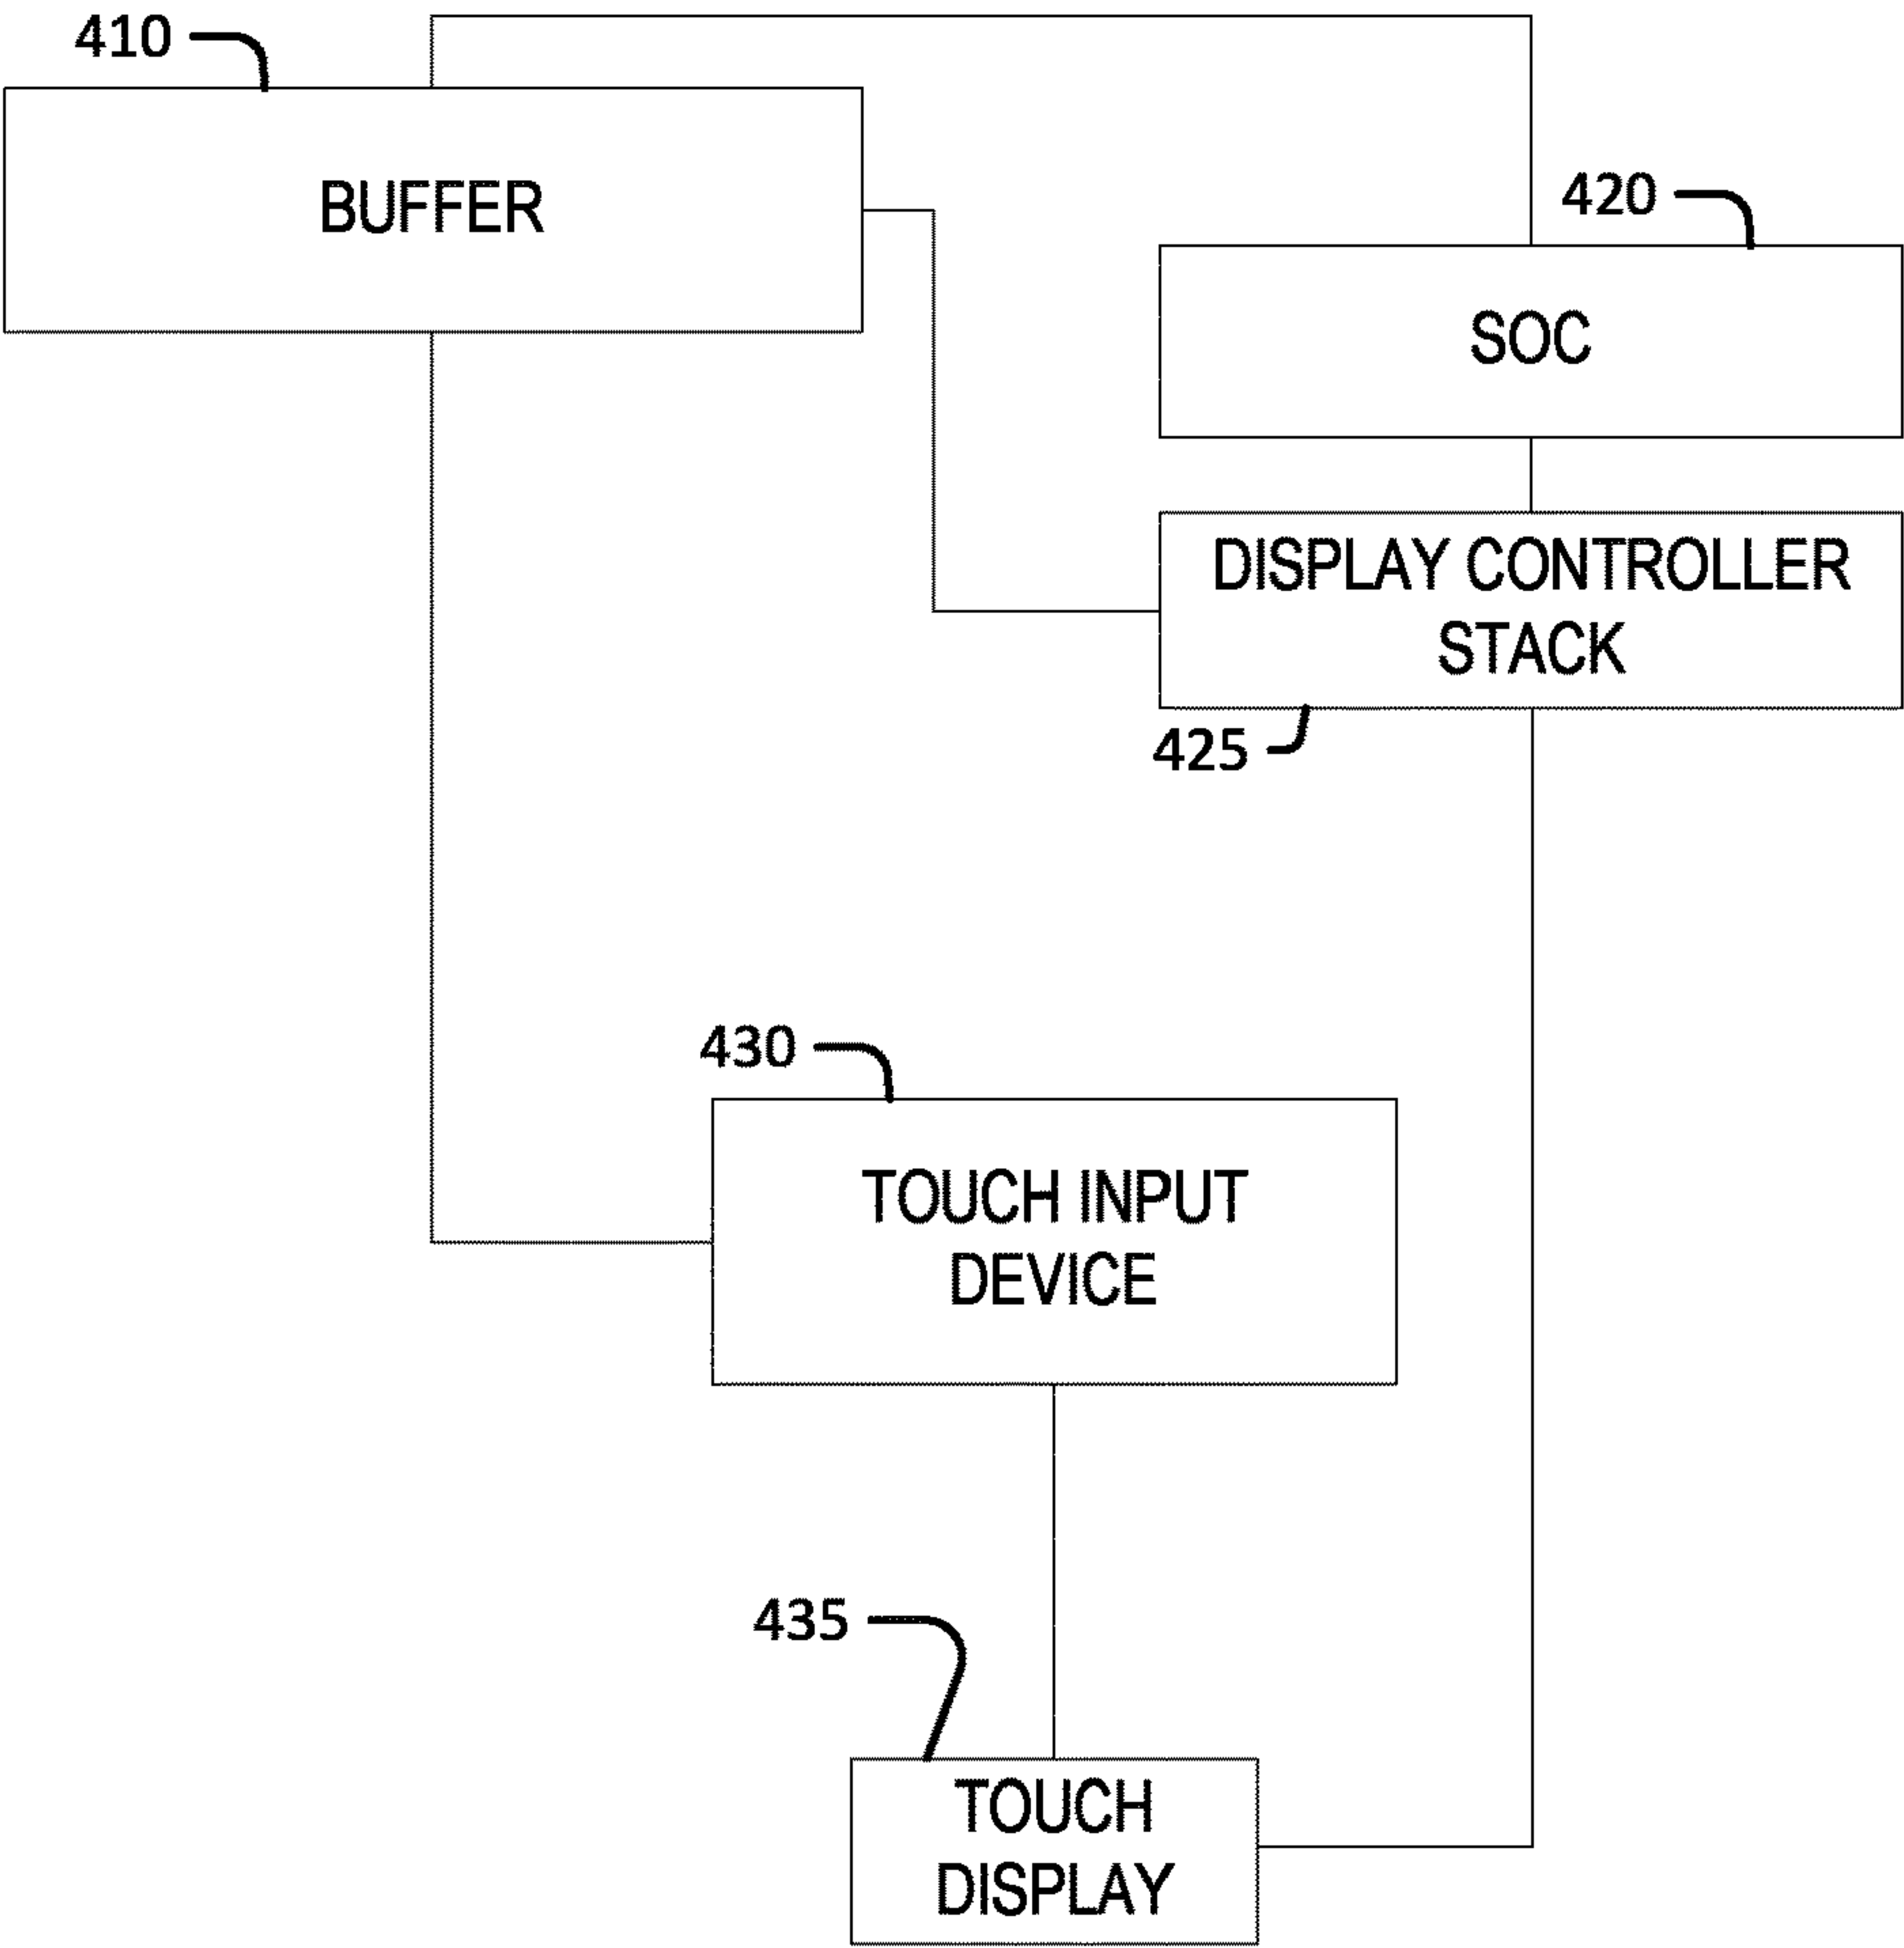 410
BUFFER
420
SOC
DISPLAY CONTROLLER
STACK
425
430
TOUCH INPUT
DEVICE
435
TOUCH
DISPLAY